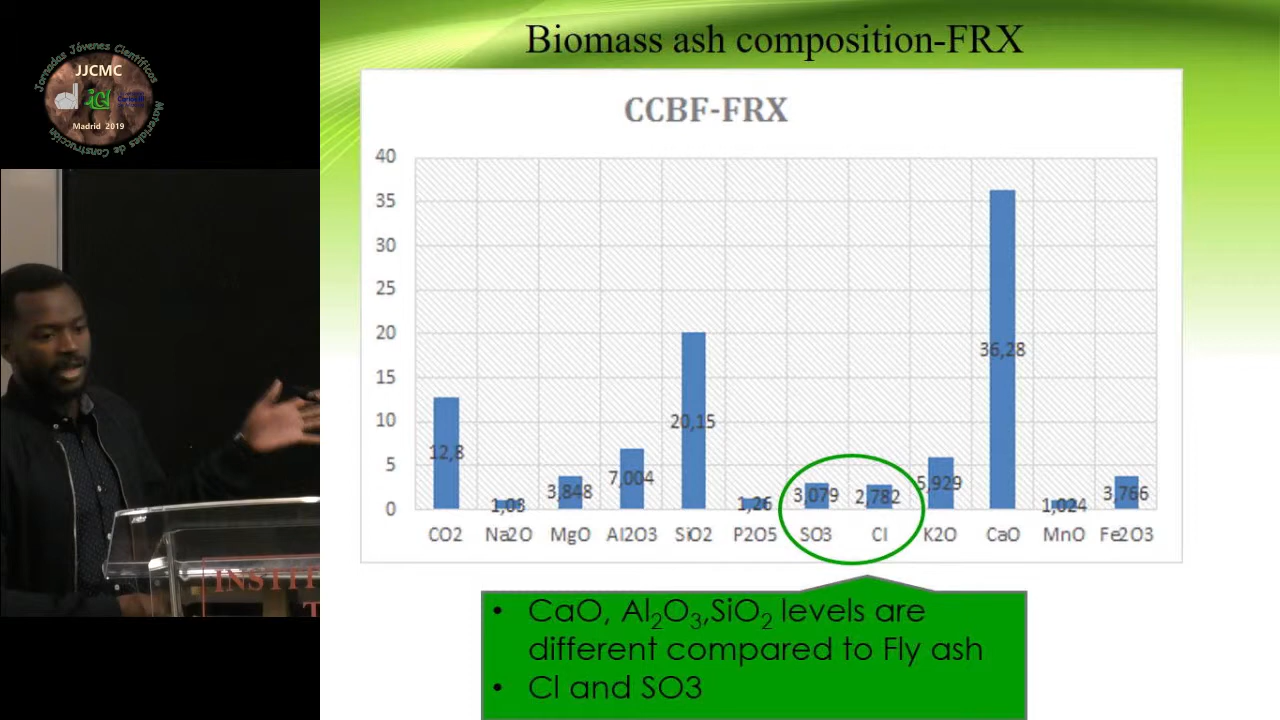 Jornadas Jóvenes Científicos
JJCMC
Madrid 2019
Materiales de Construcción
INSTIT
T
Biomass ash composition-FRX
CCBF-FRX
40
35
30
25
20
15
10
5
0
12,8
1,03
3,848
7,004
20,15
1,26
3,079
2,782
5,929
36,28
1,024
3,766
CO2 Na2O MgO Al2O3 SiO2 P2O5 SO3 Cl K2O CaO MnO Fe2O3
• CaO, Al₂O₃,SiO₂ levels are
different compared to Fly ash
• Cl and SO3